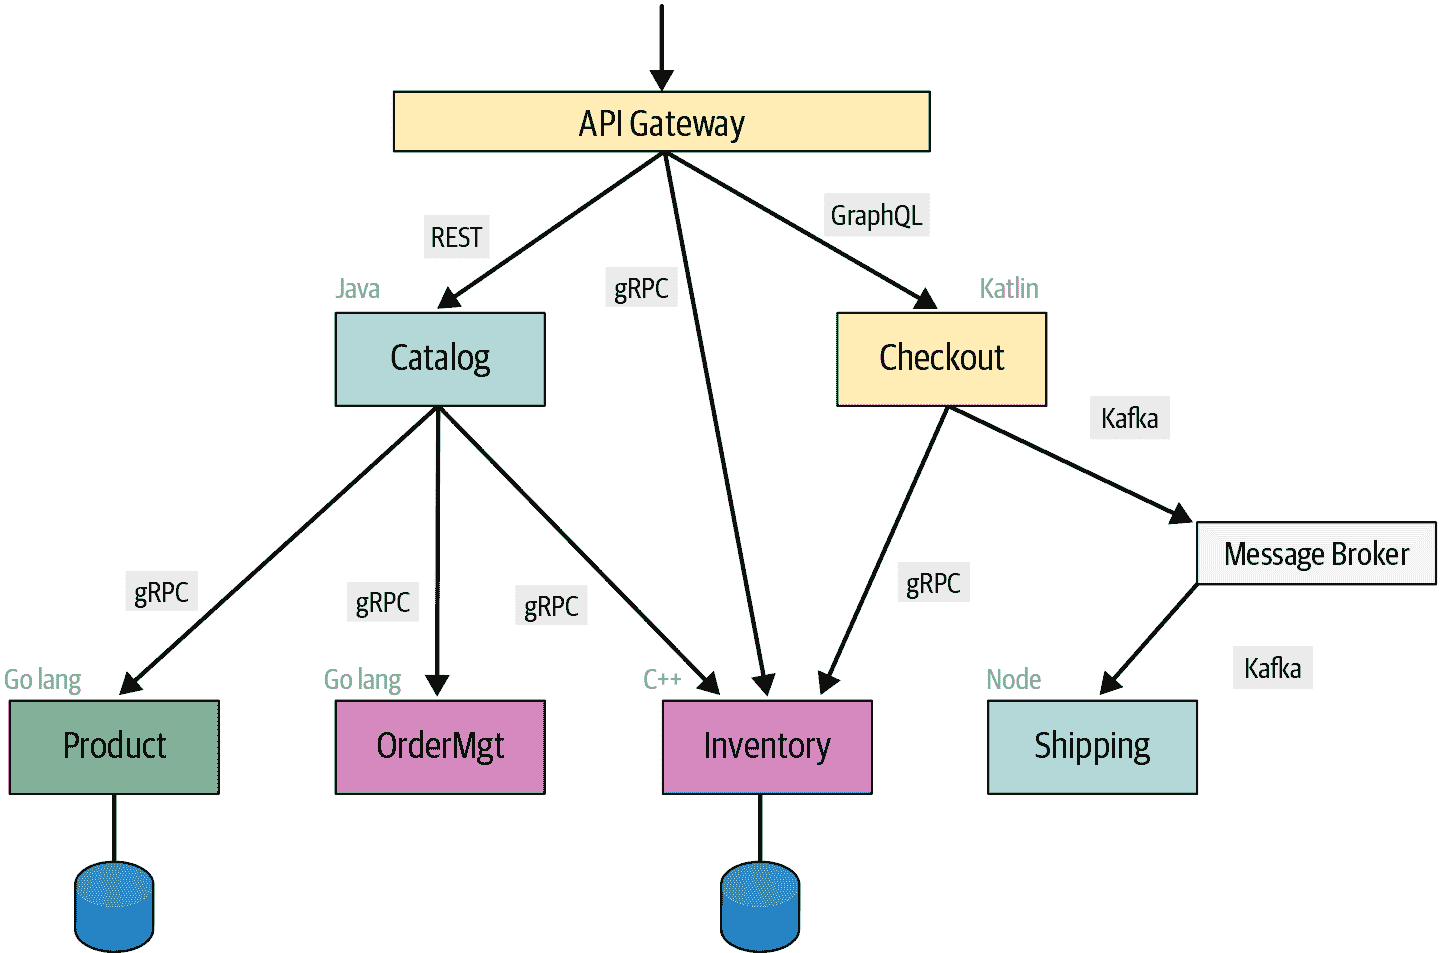 API Gateway
REST
GraphQL
gRPC
Java
Katlin
Catalog
Checkout
Kafka
Message Broker
gRPC
gRPC
gRPC
gRPC
Kafka
Go lang
Go lang
C++
Node
Product
OrderMgt
Inventory
Shipping